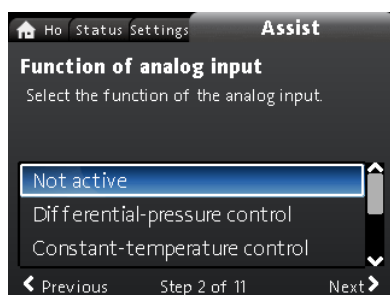 Ho Status Settings Assist
Function of analog input
Select the function of the analog input.
Not active
Differential-pressure control
Constant-temperature control
Previous Step 2 of 11 Next